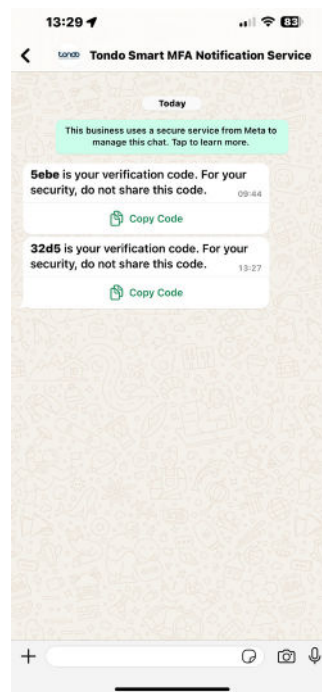 13:29
83
tondo
Tondo Smart MFA Notification Service
Today
This business uses a secure service from Meta to
manage this chat. Tap to learn more.
5ebe is your verification code. For your
security, do not share this code.
09:44
Copy Code
32d5 is your verification code. For your
security, do not share this code.
13:27
Copy Code